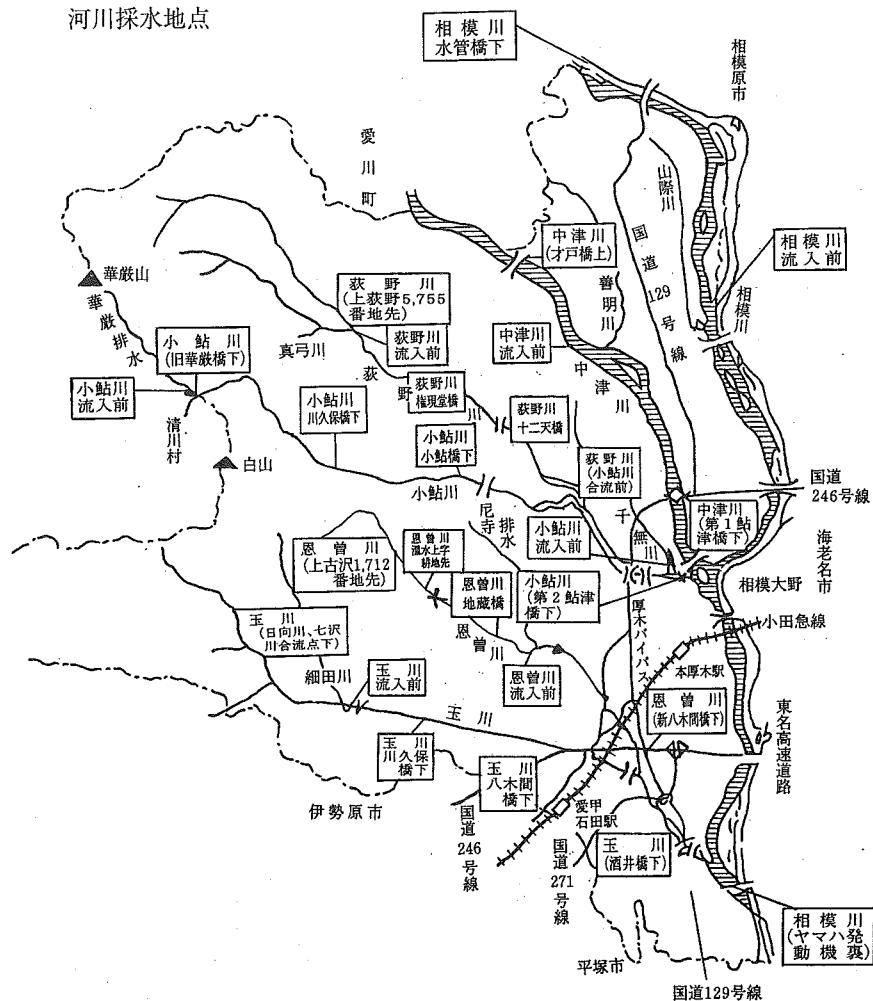 河川採水地点
相模川
水管橋下
相模原市
愛川町
山際川
国道129号線
中津川
(才戸橋上)
相模川
流入前
相模川
善明川
華厳山
華厳排水
荻野川
(上荻野5,755
番地先)
荻野川
流入前
真弓川
中津川
流入前
中津川
小鮎川
(旧華厳橋下)
小鮎川
流入前
清川村
荻野川
荻野川
権現堂橋
小鮎川
川久保橋下
荻野川
十二天橋
小鮎川
小鮎橋下
荻野川
(小鮎川
合流前)
白山
小鮎川
国道
246号線
中津川
(第1鮎
津橋下)
尼寺排水
小鮎川
流入前
千無川
海老名市
恩曽川
(上古沢1,712
番地先)
恩曽川
耕地先
恩曽川
地蔵橋
小鮎川
(第2鮎津
橋下)
相模大野
厚木バイパス
小田急線
玉川
(日向川、七沢
川合流点下)
恩曽川
本厚木駅
細田川
玉川
流入前
恩曽川
流入前
恩曽川
(新八木間橋下)
玉川
東名高速道路
玉川
川久保
橋下
玉川
八木間
橋下
伊勢原市
愛甲
石田駅
国道246号線
国道271号線
玉川
(酒井橋下)
相模川
(ヤマハ発
動機裏)
平塚市
国道129号線